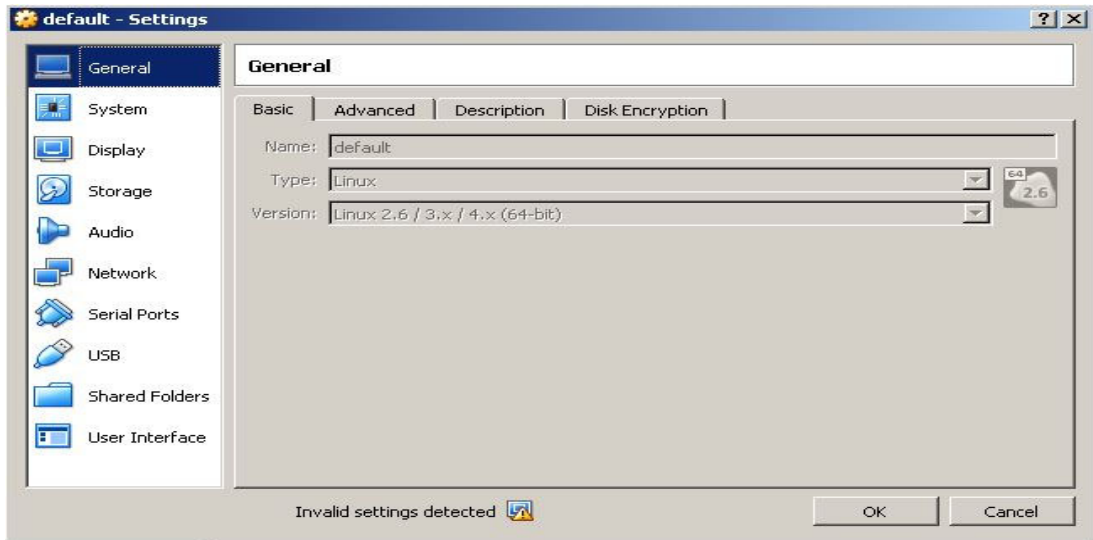 default - Settings
General
System
Display
Storage
Audio
Network
Serial Ports
USB
Shared Folders
User Interface
General
Basic Advanced Description Disk Encryption
Name: default
Type: Linux
64
2.6
Version: Linux 2.6 / 3.x / 4.x (64-bit)
Invalid settings detected
OK Cancel